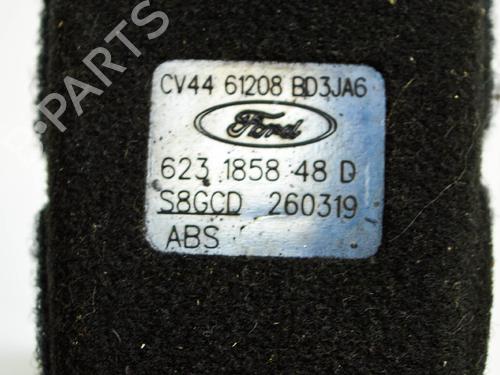 CV44 61208 BD3JA6
Ford
623 1858 48 D
S8GCD 260319
ABS
B-PARTS